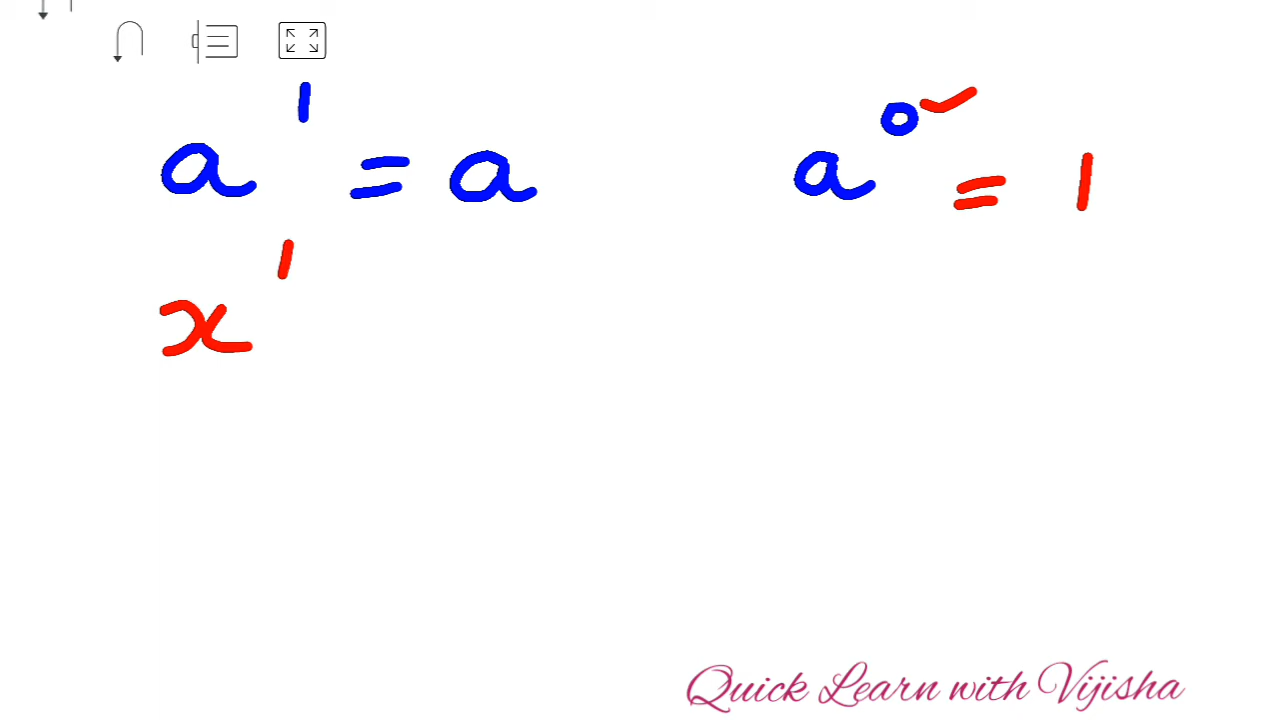 a¹ = a
a⁰ = 1
x¹
Quick Learn with Vijisha